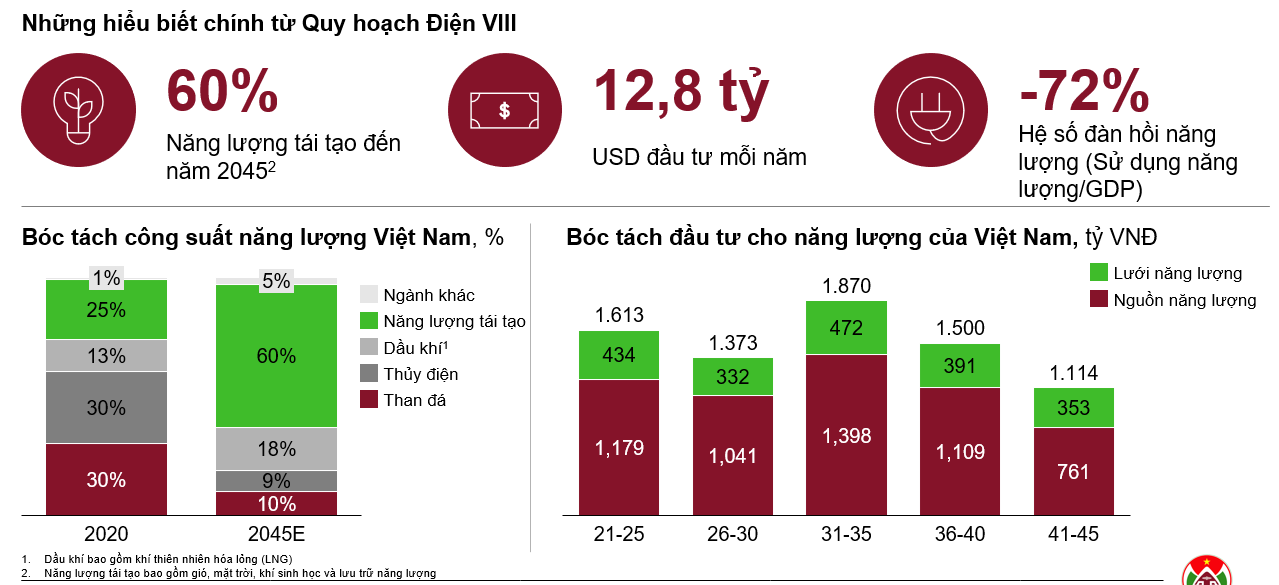 Những hiểu biết chính từ Quy hoạch Điện VIII
60%
Năng lượng tái tạo đến
năm 2045²
$
12,8 tỷ
USD đầu tư mỗi năm
-72%
Hệ số đàn hồi năng
lượng (Sử dụng năng
lượng/GDP)
Bóc tách công suất năng lượng Việt Nam, %
1%
25%
13%
30%
30%
2020
5%
60%
18%
9%
10%
2045E
Ngành khác
Năng lượng tái tạo
Dầu khí¹
Thủy điện
Than đá
Bóc tách đầu tư cho năng lượng của Việt Nam, tỷ VNĐ
Lưới năng lượng
Nguồn năng lượng
1.613
434
1,179
21-25
1.373
332
1,041
26-30
1.870
472
1,398
31-35
1.500
391
1,109
36-40
1.114
353
761
41-45
1. Dầu khí bao gồm khí thiên nhiên hóa lỏng (LNG)
2. Năng lượng tái tạo bao gồm gió, mặt trời, khí sinh học và lưu trữ năng lượng